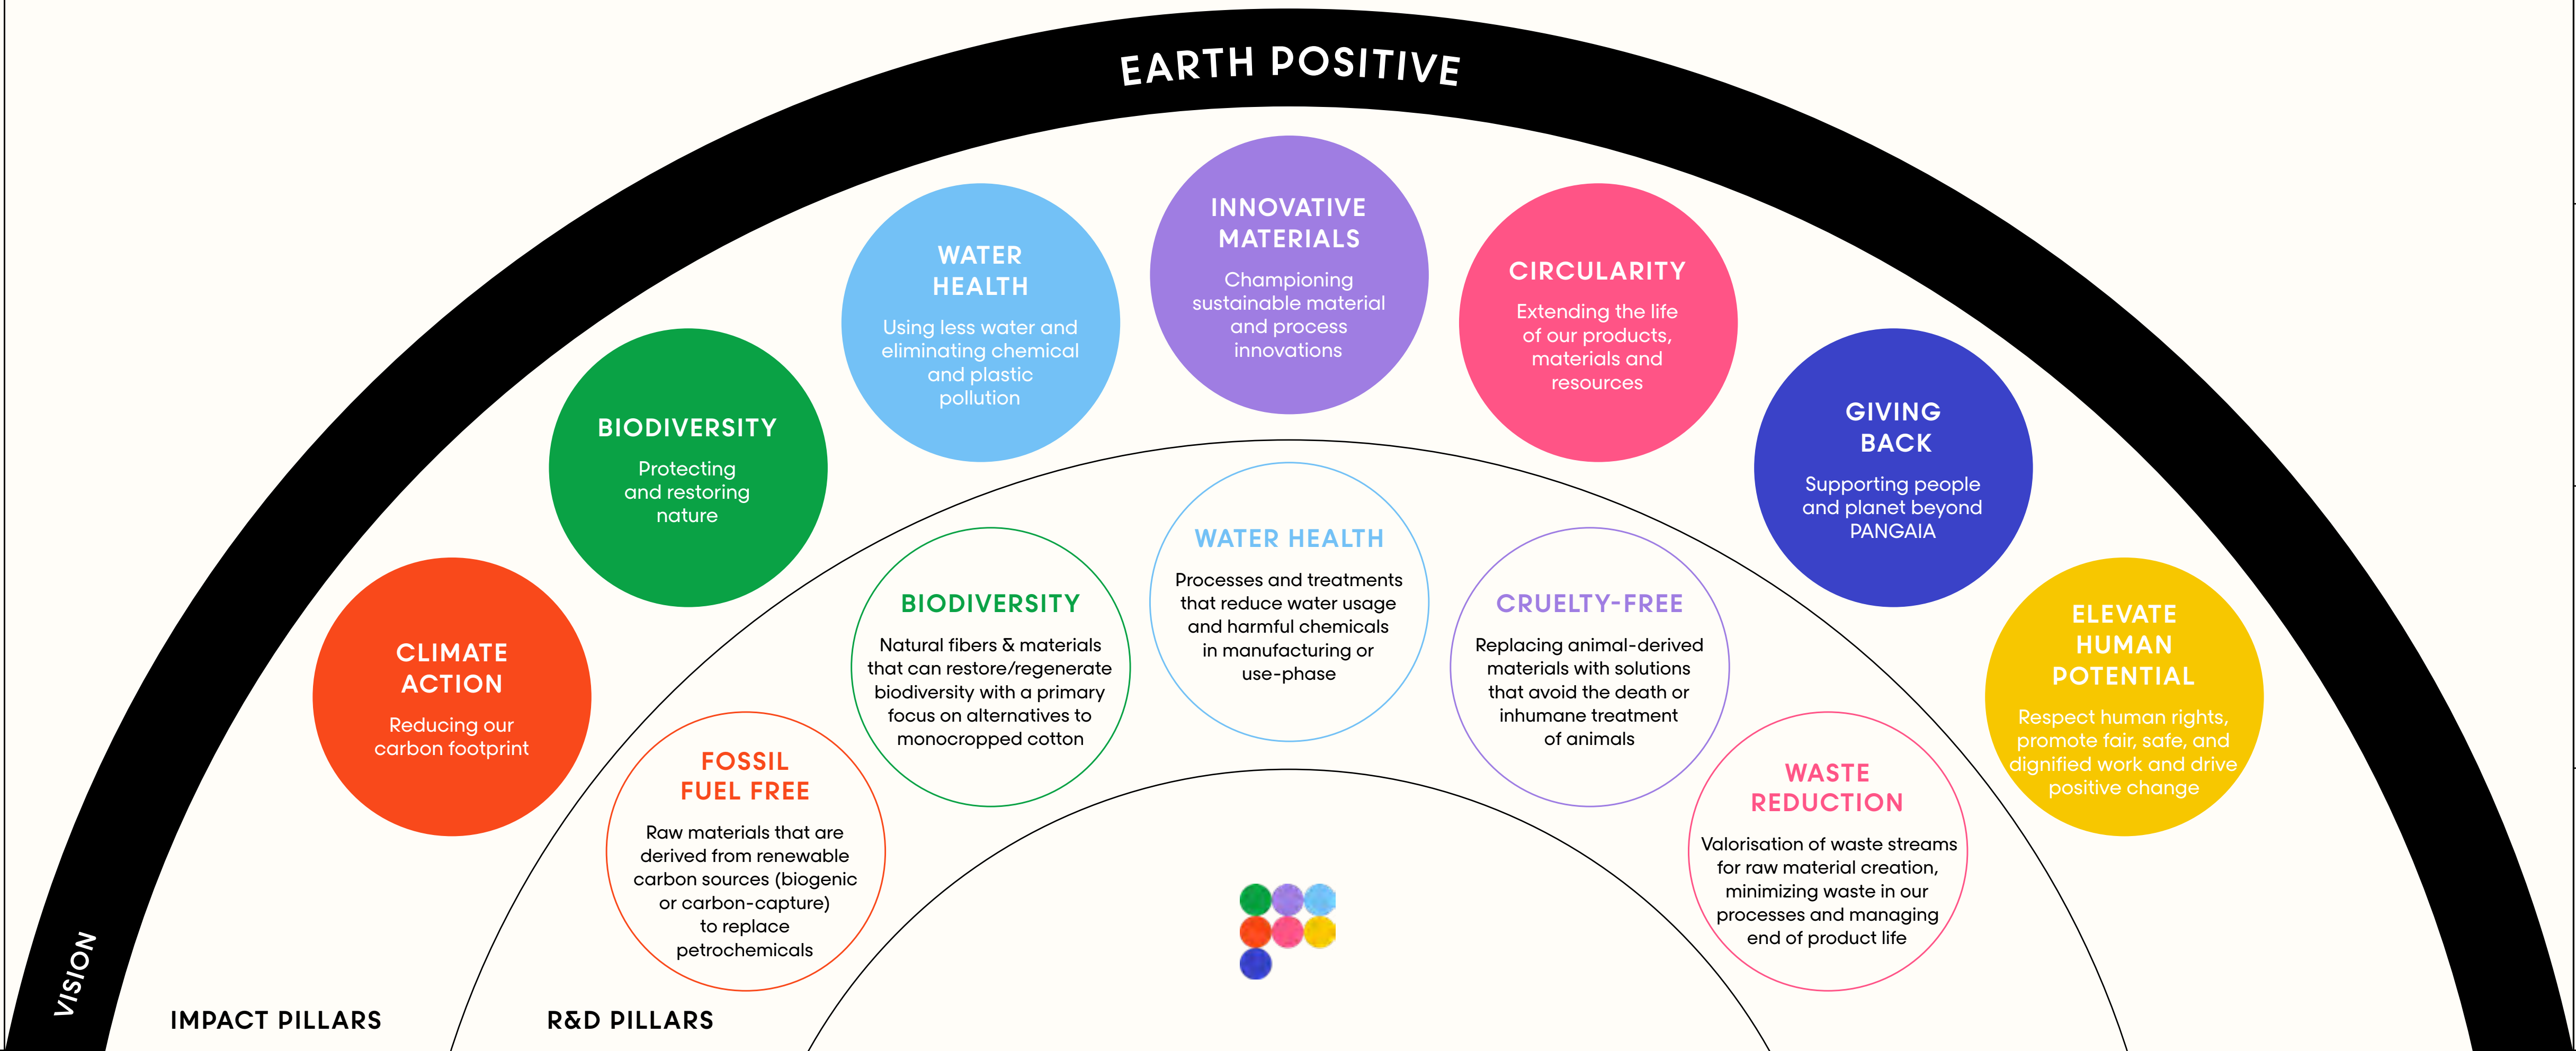 EARTH POSITIVE
INNOVATIVE
MATERIALS
Championing
sustainable material
and process
innovations
WATER
HEALTH
Using less water and
eliminating chemical
and plastic
pollution
CIRCULARITY
Extending the life
of our products,
materials and
resources
BIODIVERSITY
Protecting
and restoring
nature
GIVING
BACK
Supporting people
and planet beyond
PANGAIA
CLIMATE
ACTION
Reducing our
carbon footprint
ELEVATE
HUMAN
POTENTIAL
Respect human rights,
promote fair, safe, and
dignified work and drive
positive change
WATER HEALTH
Processes and treatments
that reduce water usage
and harmful chemicals
in manufacturing or
use-phase
BIODIVERSITY
Natural fibers & materials
that can restore/regenerate
biodiversity with a primary
focus on alternatives to
monocropped cotton
CRUELTY-FREE
Replacing animal-derived
materials with solutions
that avoid the death or
inhumane treatment
of animals
FOSSIL
FUEL FREE
Raw materials that are
derived from renewable
carbon sources (biogenic
or carbon-capture)
to replace
petrochemicals
WASTE
REDUCTION
Valorisation of waste streams
for raw material creation,
minimizing waste in our
processes and managing
end of product life
VISION
IMPACT PILLARS
R&D PILLARS